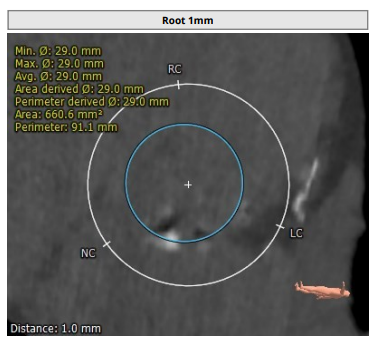 Root 1mm
Min. Ø: 29.0 mm
Max. Ø: 29.0 mm
Avg. Ø: 29.0 mm
Area derived Ø: 29.0 mm
Perimeter derived Ø: 29.0 mm
Area: 660.6 mm²
Perimeter: 91.1 mm
RC
LC
NC
Distance: 1.0 mm